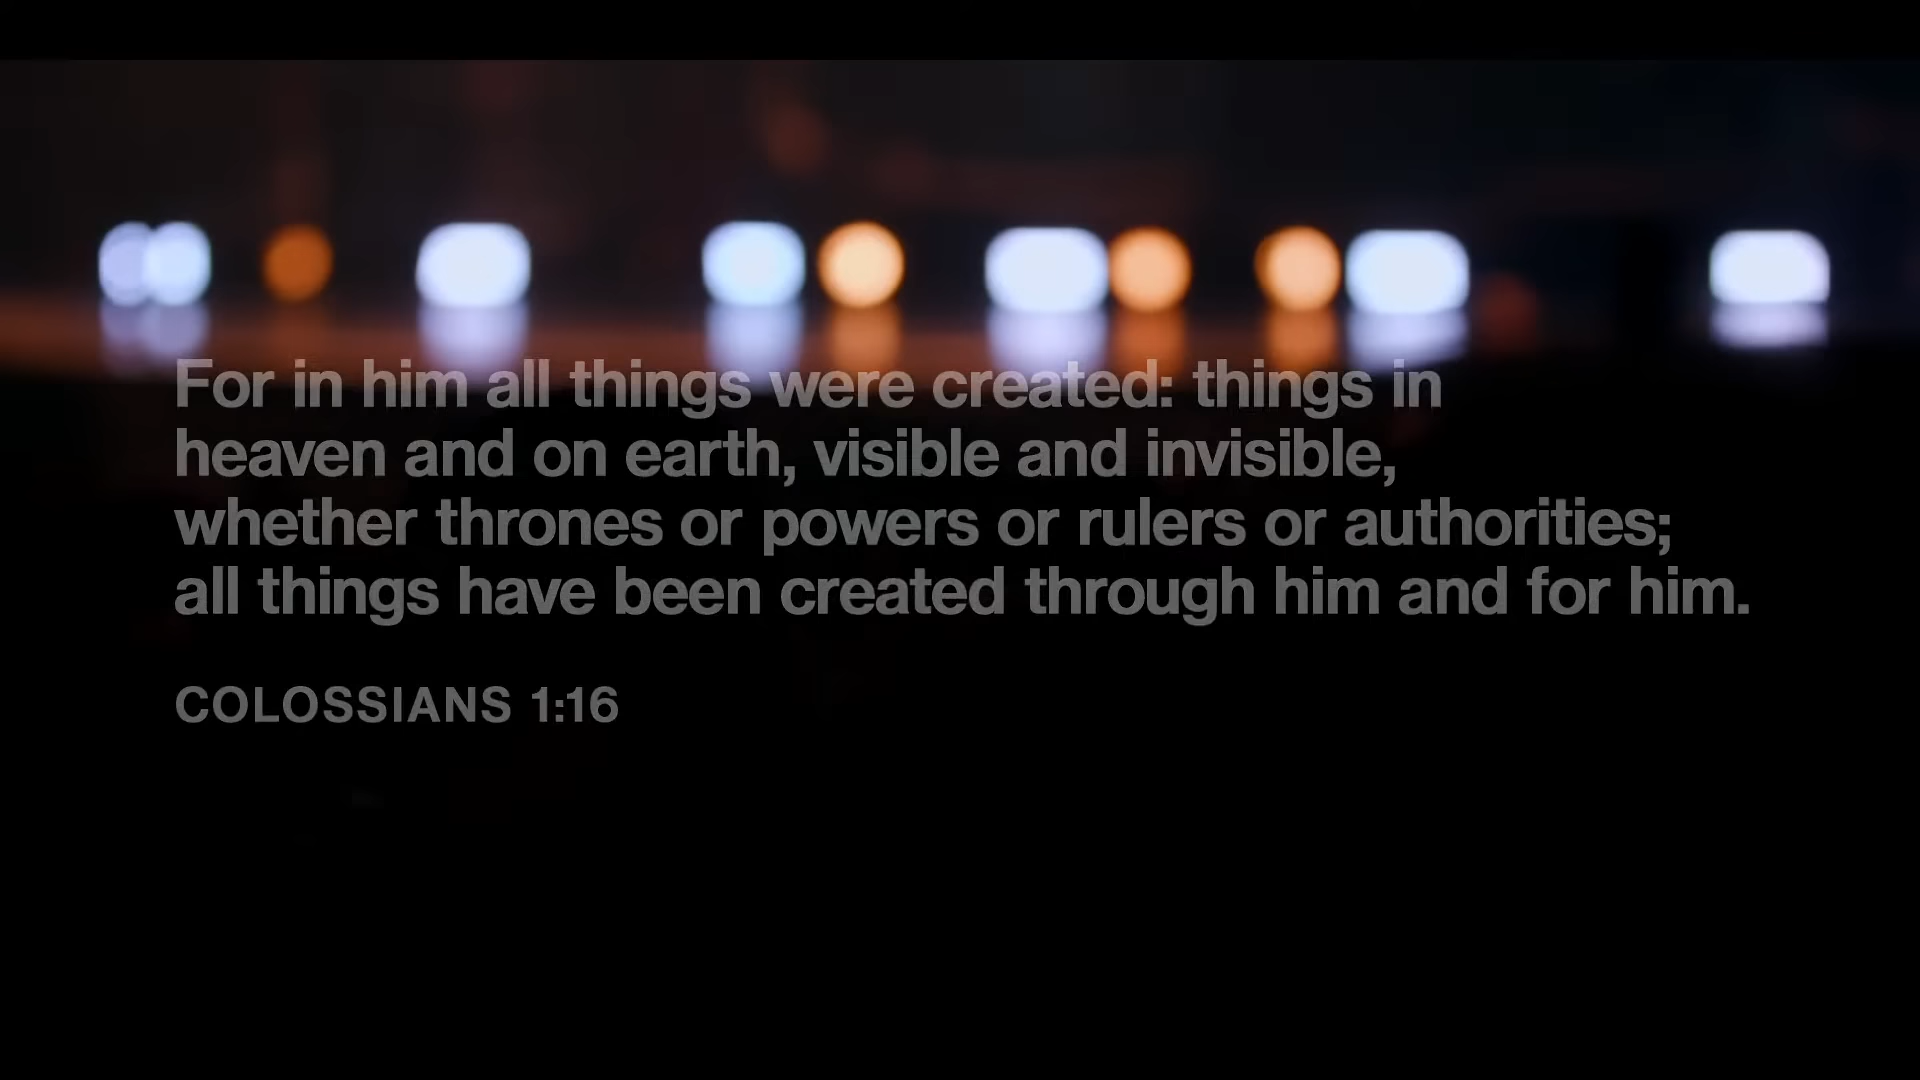 For in him all things were created: things in
heaven and on earth, visible and invisible,
whether thrones or powers or rulers or authorities;
all things have been created through him and for him.
COLOSSIANS 1:16